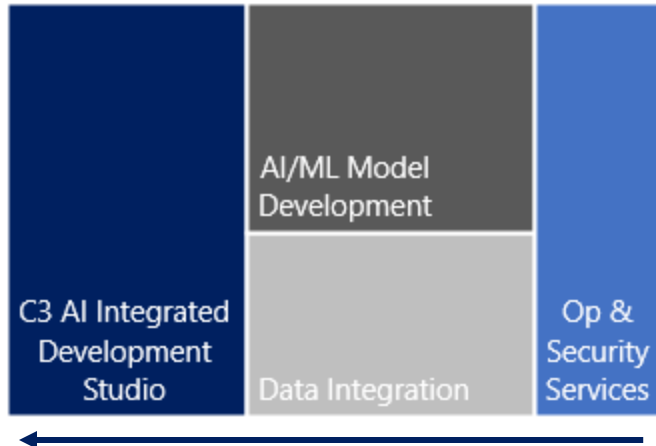 AI/ML Model
Development
C3 AI Integrated
Development
Studio
Data Integration
Op &
Security
Services